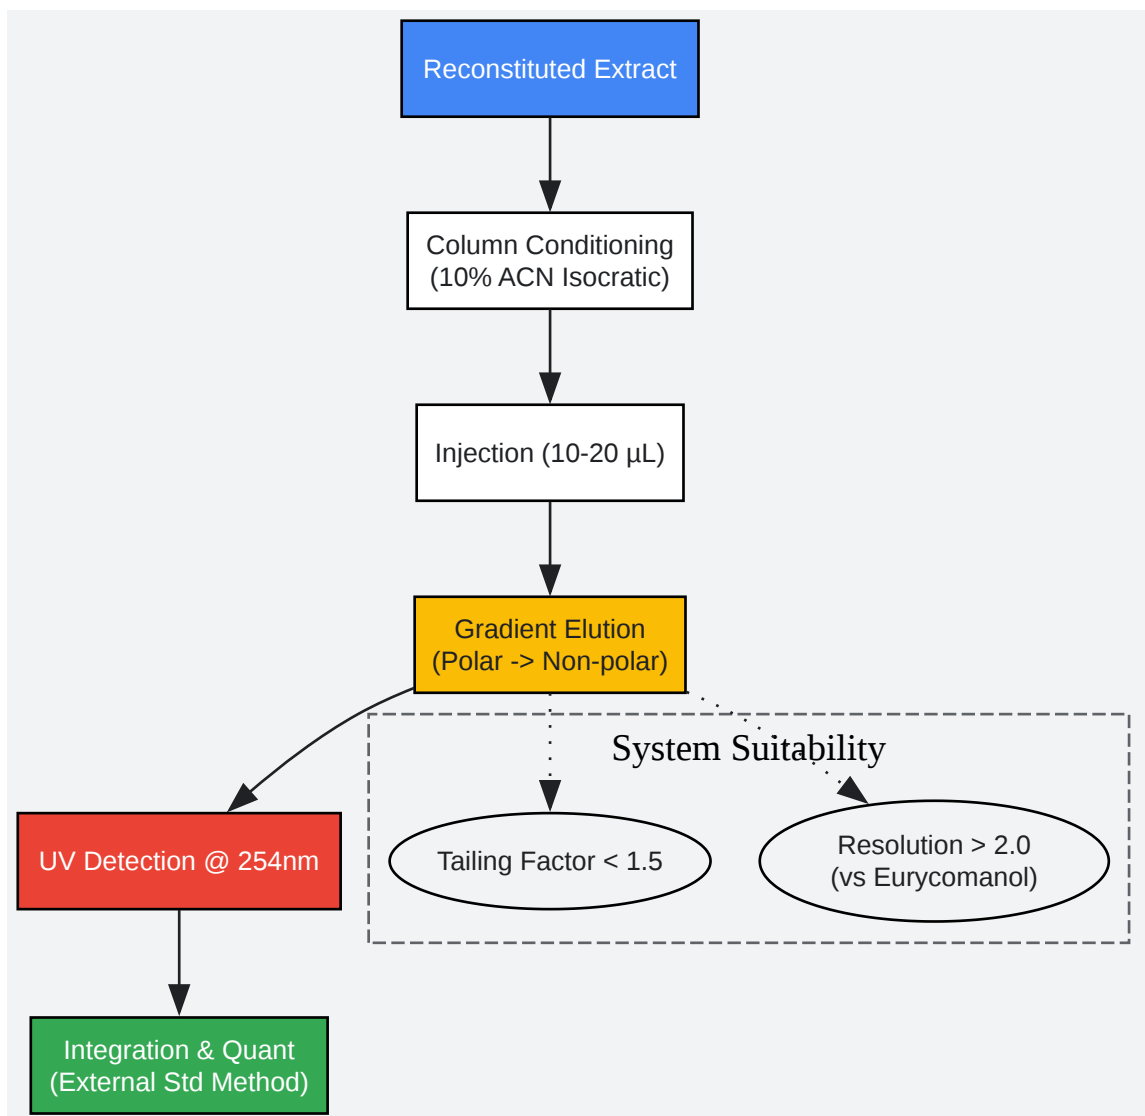 Reconstituted Extract
Column Conditioning
(10% ACN Isocratic)
Injection (10-20 µL)
Gradient Elution
(Polar -> Non-polar)
System Suitability
UV Detection @ 254nm
Tailing Factor < 1.5
Resolution > 2.0
(vs Eurycomanol)
Integration & Quant
(External Std Method)